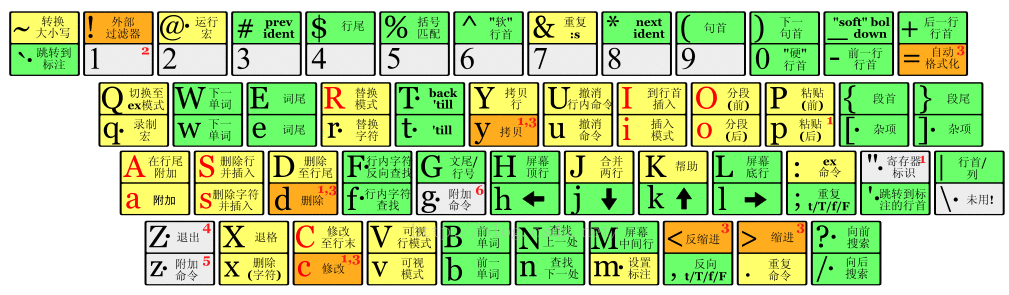 ~ 转换大小写 ! 外部过滤器 @· 运行宏 # prev ident $ 行尾 % 括号匹配 ^ "软"行首 & 重复 :s * next ident ( 句首 ) 下一句首 _ "soft" bol down + 后一行行首
`· 跳转到标注 1 2 2 3 4 5 6 7 8 9 0 "硬"行首 - 前一行行首 = 自动格式化 3
Q 切换至ex模式 W 下一单词 E 词尾 R 替换模式 T· back 'till Y 拷贝行 U 撤消行内命令 I 到行首插入 O 分段(前) P 粘贴(前) { 段首 } 段尾
q· 录制宏 w 下一单词 e 词尾 r· 替换字符 t· 'till y 拷贝 1,3 u 撤消命令 i 插入模式 o 分段(后) p 粘贴(后) 1 [· 杂项 ]· 杂项
A 在行尾附加 S 删除行并插入 D 删除至行尾 F· 行内字符反向查找 G 文尾/行号 H 屏幕顶行 J 合并两行 K 帮助 L 屏幕底行 : ex命令 "· 寄存器标识 1 | 行首/列
a 附加 s 删除字符并插入 d 删除 1,3 f· 行内字符查找 g· 附加命令 6 h ← j ↓ k ↑ l → ; 重复 t/T/f/F '· 跳转到标注的行首 \· 未用!
Z· 退出 4 X 退格 C 修改至行末 V 可视行模式 B 前一单词 N 查找上一处 M 屏幕中间行 < 反缩进 3 > 缩进 3 ?· 向前搜索
z· 附加命令 5 x 删除(字符) c 修改 1,3 v 可视模式 b 前一单词 n 查找下一处 m· 设置标注 , 反向 t/T/f/F . 重复命令 /· 向后搜索